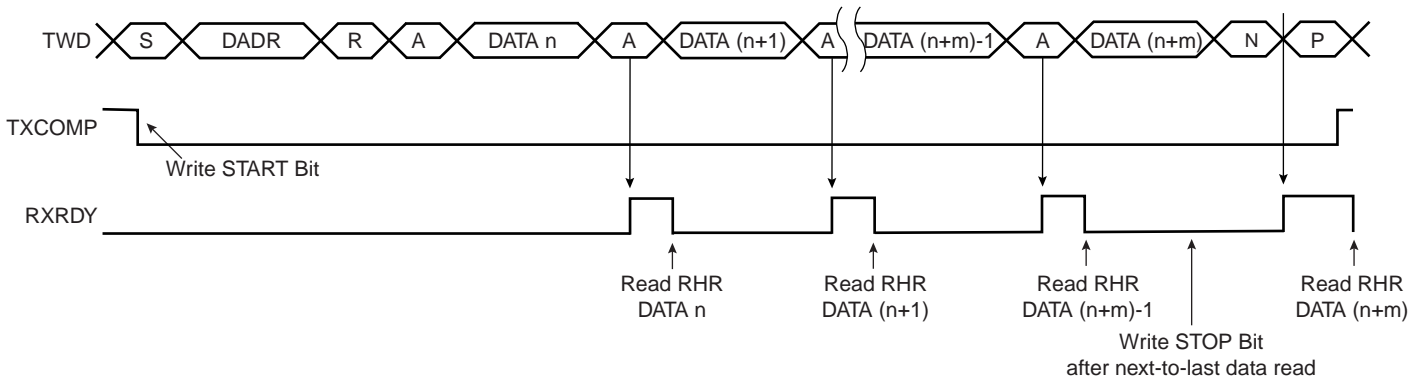 TWD S DADR R A DATA n A DATA (n+1) A DATA (n+m)-1 A DATA (n+m) N P
TXCOMP
Write START Bit
RXRDY
Read RHR
DATA n
Read RHR
DATA (n+1)
Read RHR
DATA (n+m)-1
Read RHR
DATA (n+m)
Write STOP Bit
after next-to-last data read